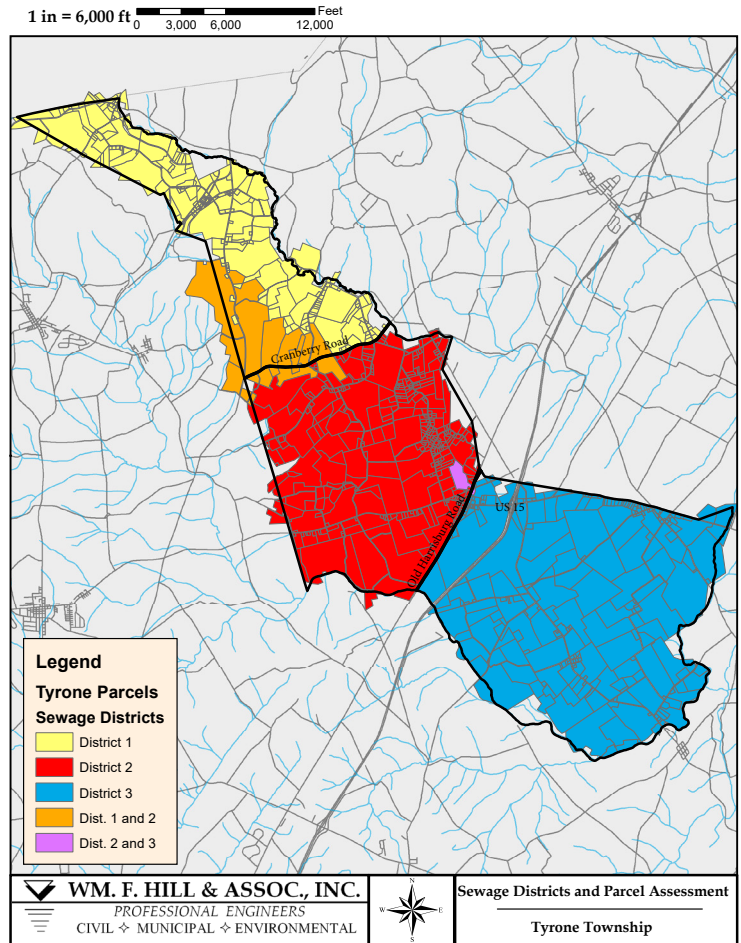 1 in = 6,000 ft
Feet
0 3,000 6,000 12,000
Cranberry Road
Old Harrisburg Road
US 15
Legend
Tyrone Parcels
Sewage Districts
District 1
District 2
District 3
Dist. 1 and 2
Dist. 2 and 3
WM. F. HILL & ASSOC., INC.
PROFESSIONAL ENGINEERS
CIVIL ✧ MUNICIPAL ✧ ENVIRONMENTAL
N
W E
S
Sewage Districts and Parcel Assessment
Tyrone Township